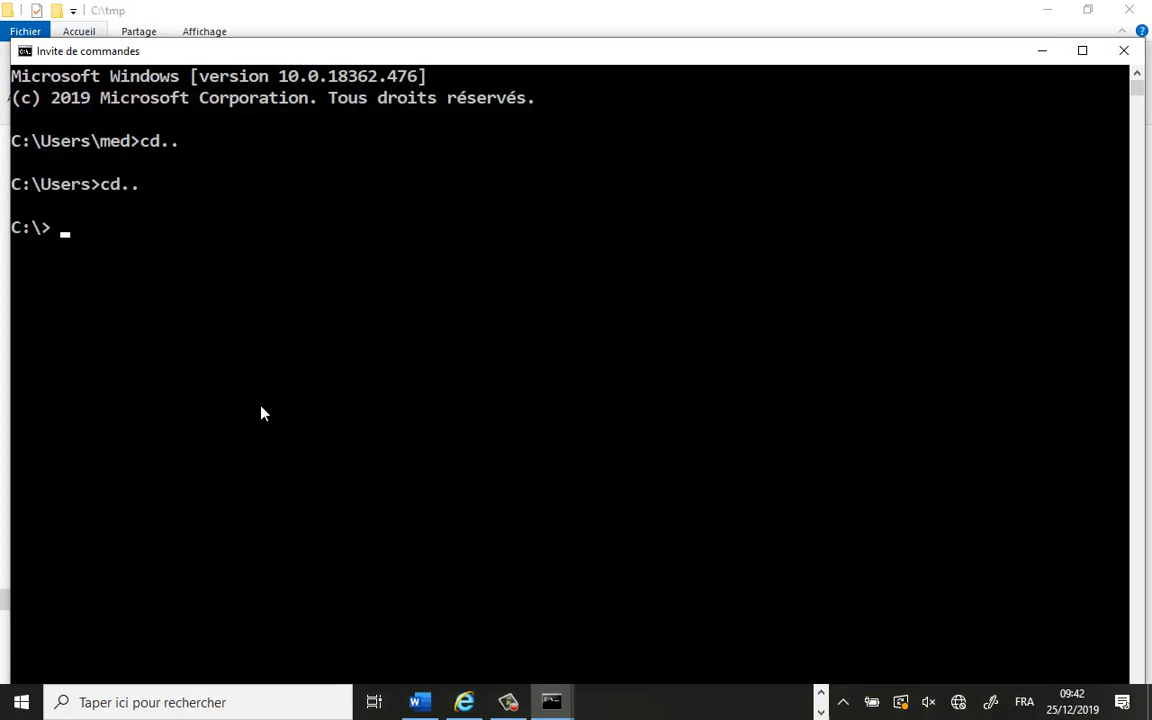 C:\tmp
Fichier Accueil Partage Affichage
Invite de commandes
Microsoft Windows [version 10.0.18362.476]
(c) 2019 Microsoft Corporation. Tous droits réservés.
C:\Users\med>cd..
C:\Users>cd..
C:\>
Taper ici pour rechercher
FRA
09:42
25/12/2019